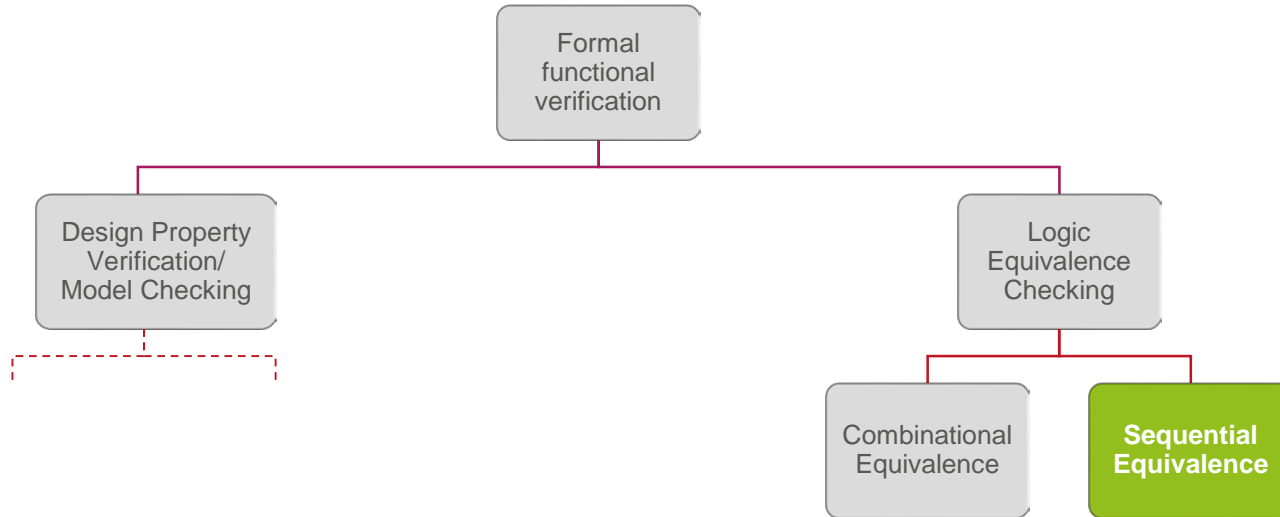 Formal
functional
verification
Design Property
Verification/
Model Checking
Logic
Equivalence
Checking
Combinational
Equivalence
Sequential
Equivalence